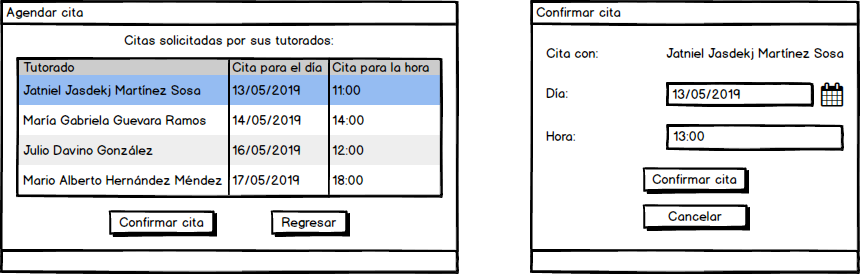 Agendar cita
Citas solicitadas por sus tutorados:
Tutorado Cita para el día Cita para la hora
Jatniel Jasdekj Martínez Sosa 13/05/2019 11:00
María Gabriela Guevara Ramos 14/05/2019 14:00
Julio Davino González 16/05/2019 12:00
Mario Alberto Hernández Méndez 17/05/2019 18:00
Confirmar cita Regresar
Confirmar cita
Cita con: Jatniel Jasdekj Martínez Sosa
Día: 13/05/2019
Hora: 13:00
Confirmar cita
Cancelar